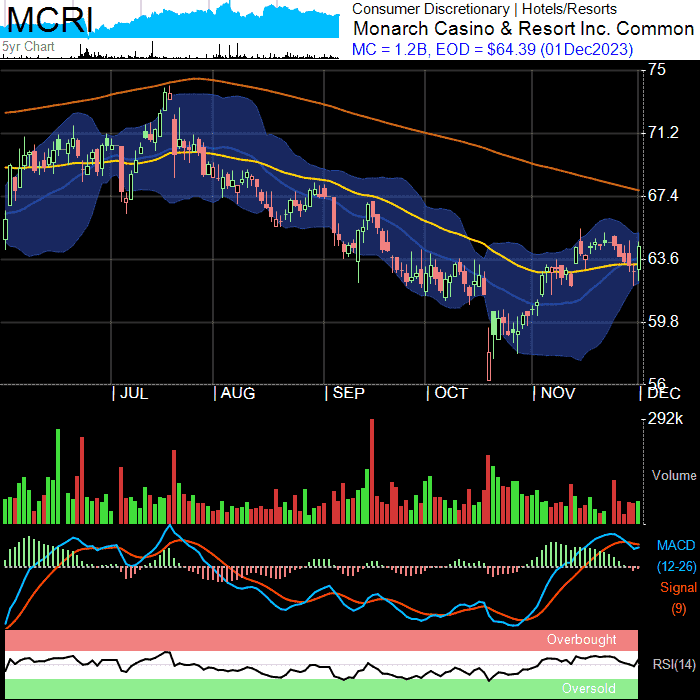 MCRI
5yr Chart
Consumer Discretionary | Hotels/Resorts
Monarch Casino & Resort Inc. Common
MC = 1.2B, EOD = $64.39 (01Dec2023)
75
71.2
67.4
63.6
59.8
56
JUL
AUG
SEP
OCT
NOV
DEC
292k
Volume
MACD
(12-26)
Signal
(9)
Overbought
RSI(14)
Oversold